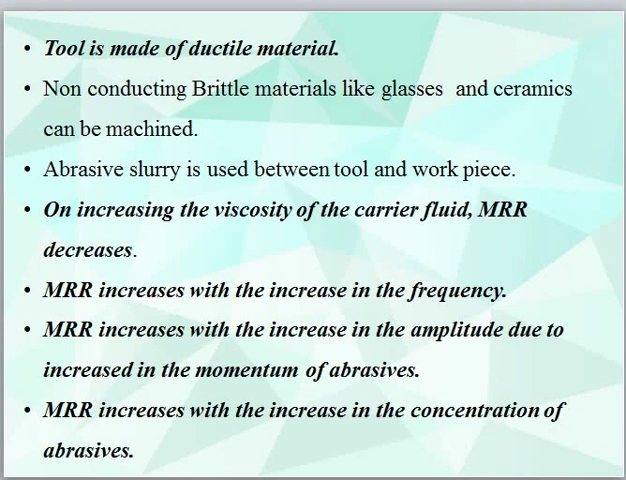 • Tool is made of ductile material.
• Non conducting Brittle materials like glasses and ceramics
can be machined.
• Abrasive slurry is used between tool and work piece.
• On increasing the viscosity of the carrier fluid, MRR
decreases.
• MRR increases with the increase in the frequency.
• MRR increases with the increase in the amplitude due to
increased in the momentum of abrasives.
• MRR increases with the increase in the concentration of
abrasives.